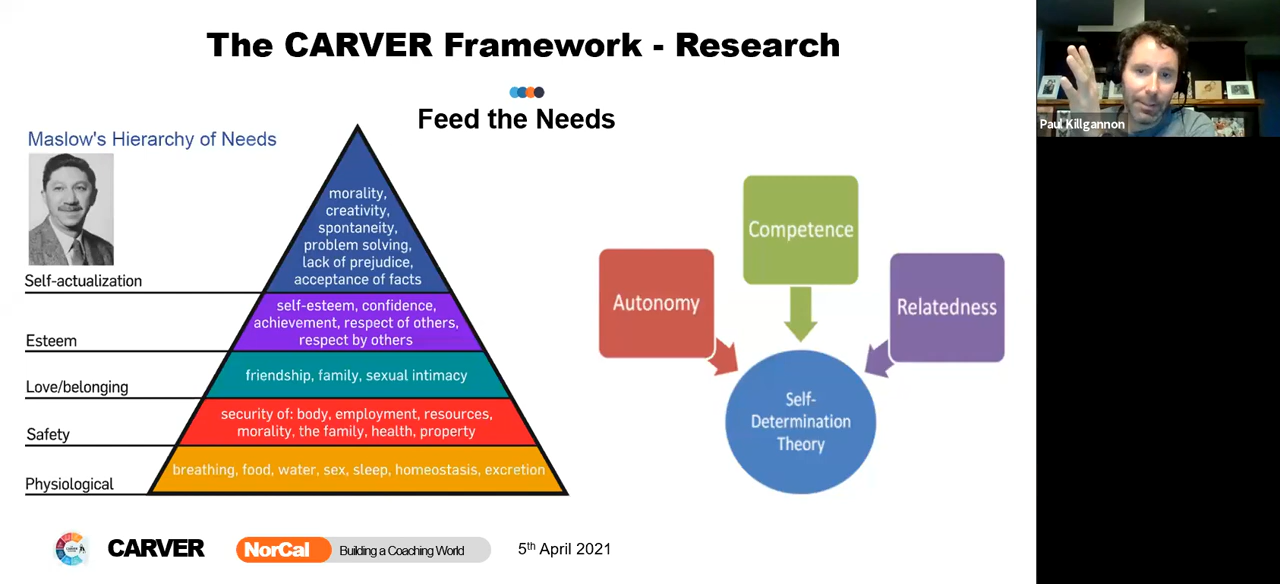 The CARVER Framework - Research
Feed the Needs
Maslow's Hierarchy of Needs
morality,
creativity,
spontaneity,
problem solving,
lack of prejudice,
acceptance of facts
Self-actualization
self-esteem, confidence,
achievement, respect of others,
respect by others
Esteem
friendship, family, sexual intimacy
Love/belonging
security of: body, employment, resources,
morality, the family, health, property
Safety
breathing, food, water, sex, sleep, homeostasis, excretion
Physiological
Competence
Autonomy
Relatedness
Self-
Determination
Theory
Paul Killgannon
CARVER
NorCal Building a Coaching World
5th April 2021